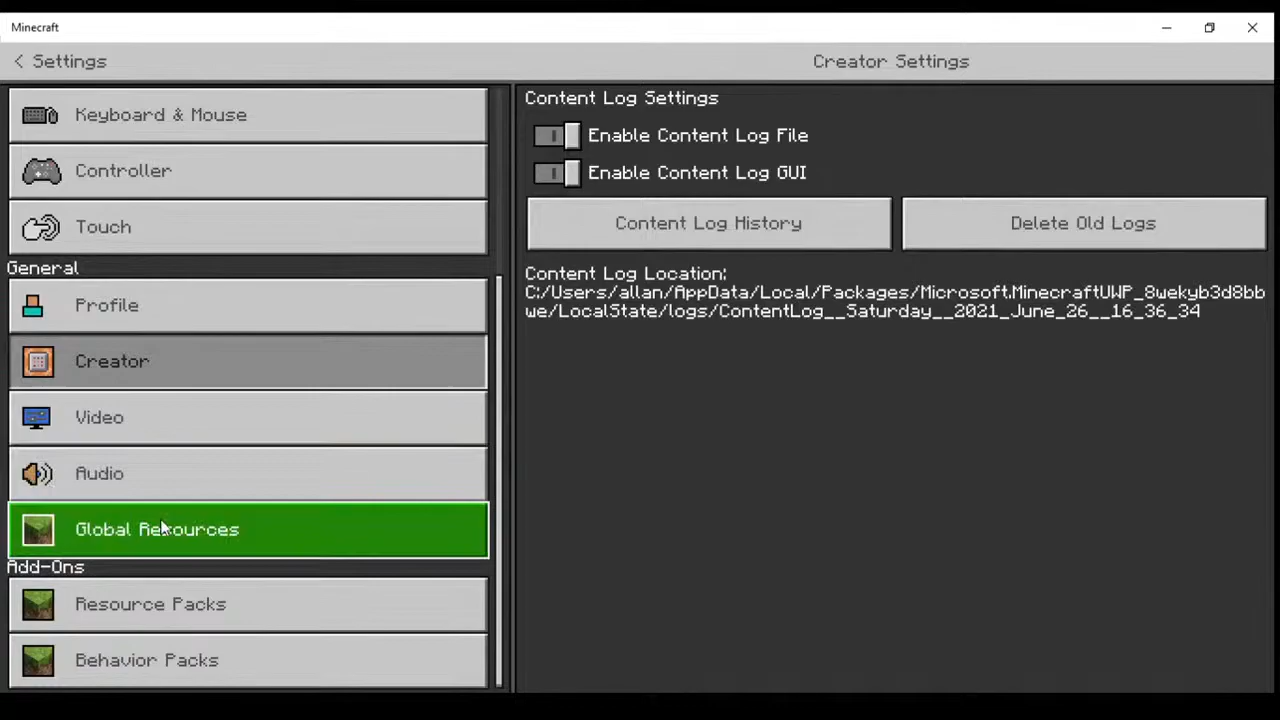 Minecraft
Settings
Creator Settings
Keyboard & Mouse
Controller
Touch
General
Profile
Creator
Video
Audio
Global Resources
Add-Ons
Resource Packs
Behavior Packs
Content Log Settings
Enable Content Log File
Enable Content Log GUI
Content Log History
Delete Old Logs
Content Log Location:
C:/Users/allan/AppData/Local/Packages/Microsoft.MinecraftUWP_8wekyb3d8bb
we/LocalState/logs/ContentLog__Saturday__2021_June_26__16_36_34